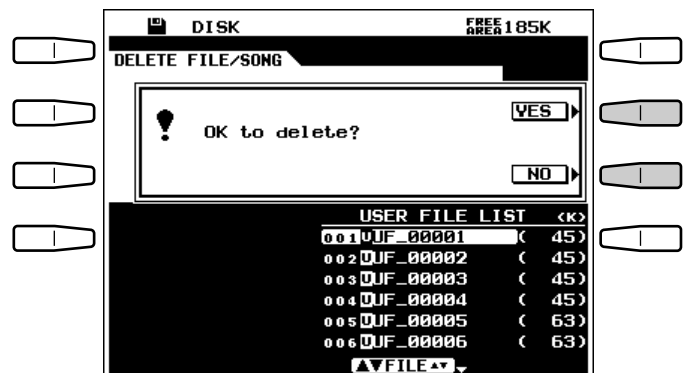 DISK FREE AREA 185K
DELETE FILE/SONG
YES
OK to delete?
NO
USER FILE LIST (K)
001 U UF_00001 ( 45)
002 U UF_00002 ( 45)
003 U UF_00003 ( 45)
004 U UF_00004 ( 45)
005 U UF_00005 ( 63)
006 U UF_00006 ( 63)
▲▼FILE▲▼